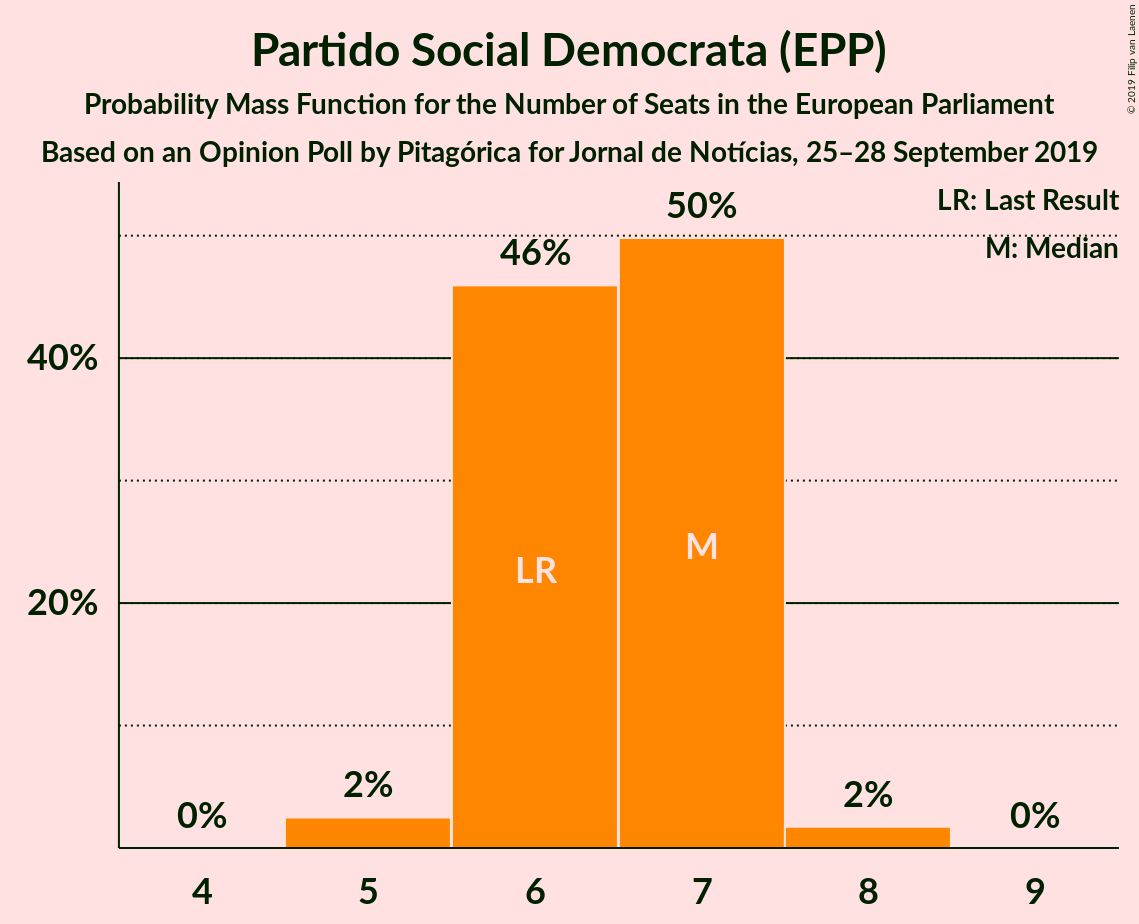 Partido Social Democrata (EPP)
Probability Mass Function for the Number of Seats in the European Parliament
Based on an Opinion Poll by Pitagórica for Jornal de Notícias, 25–28 September 2019
© 2019 Filip van Laenen
LR: Last Result
M: Median
50%
46%
40%
20%
LR
M
0%
2%
2%
0%
4 5 6 7 8 9